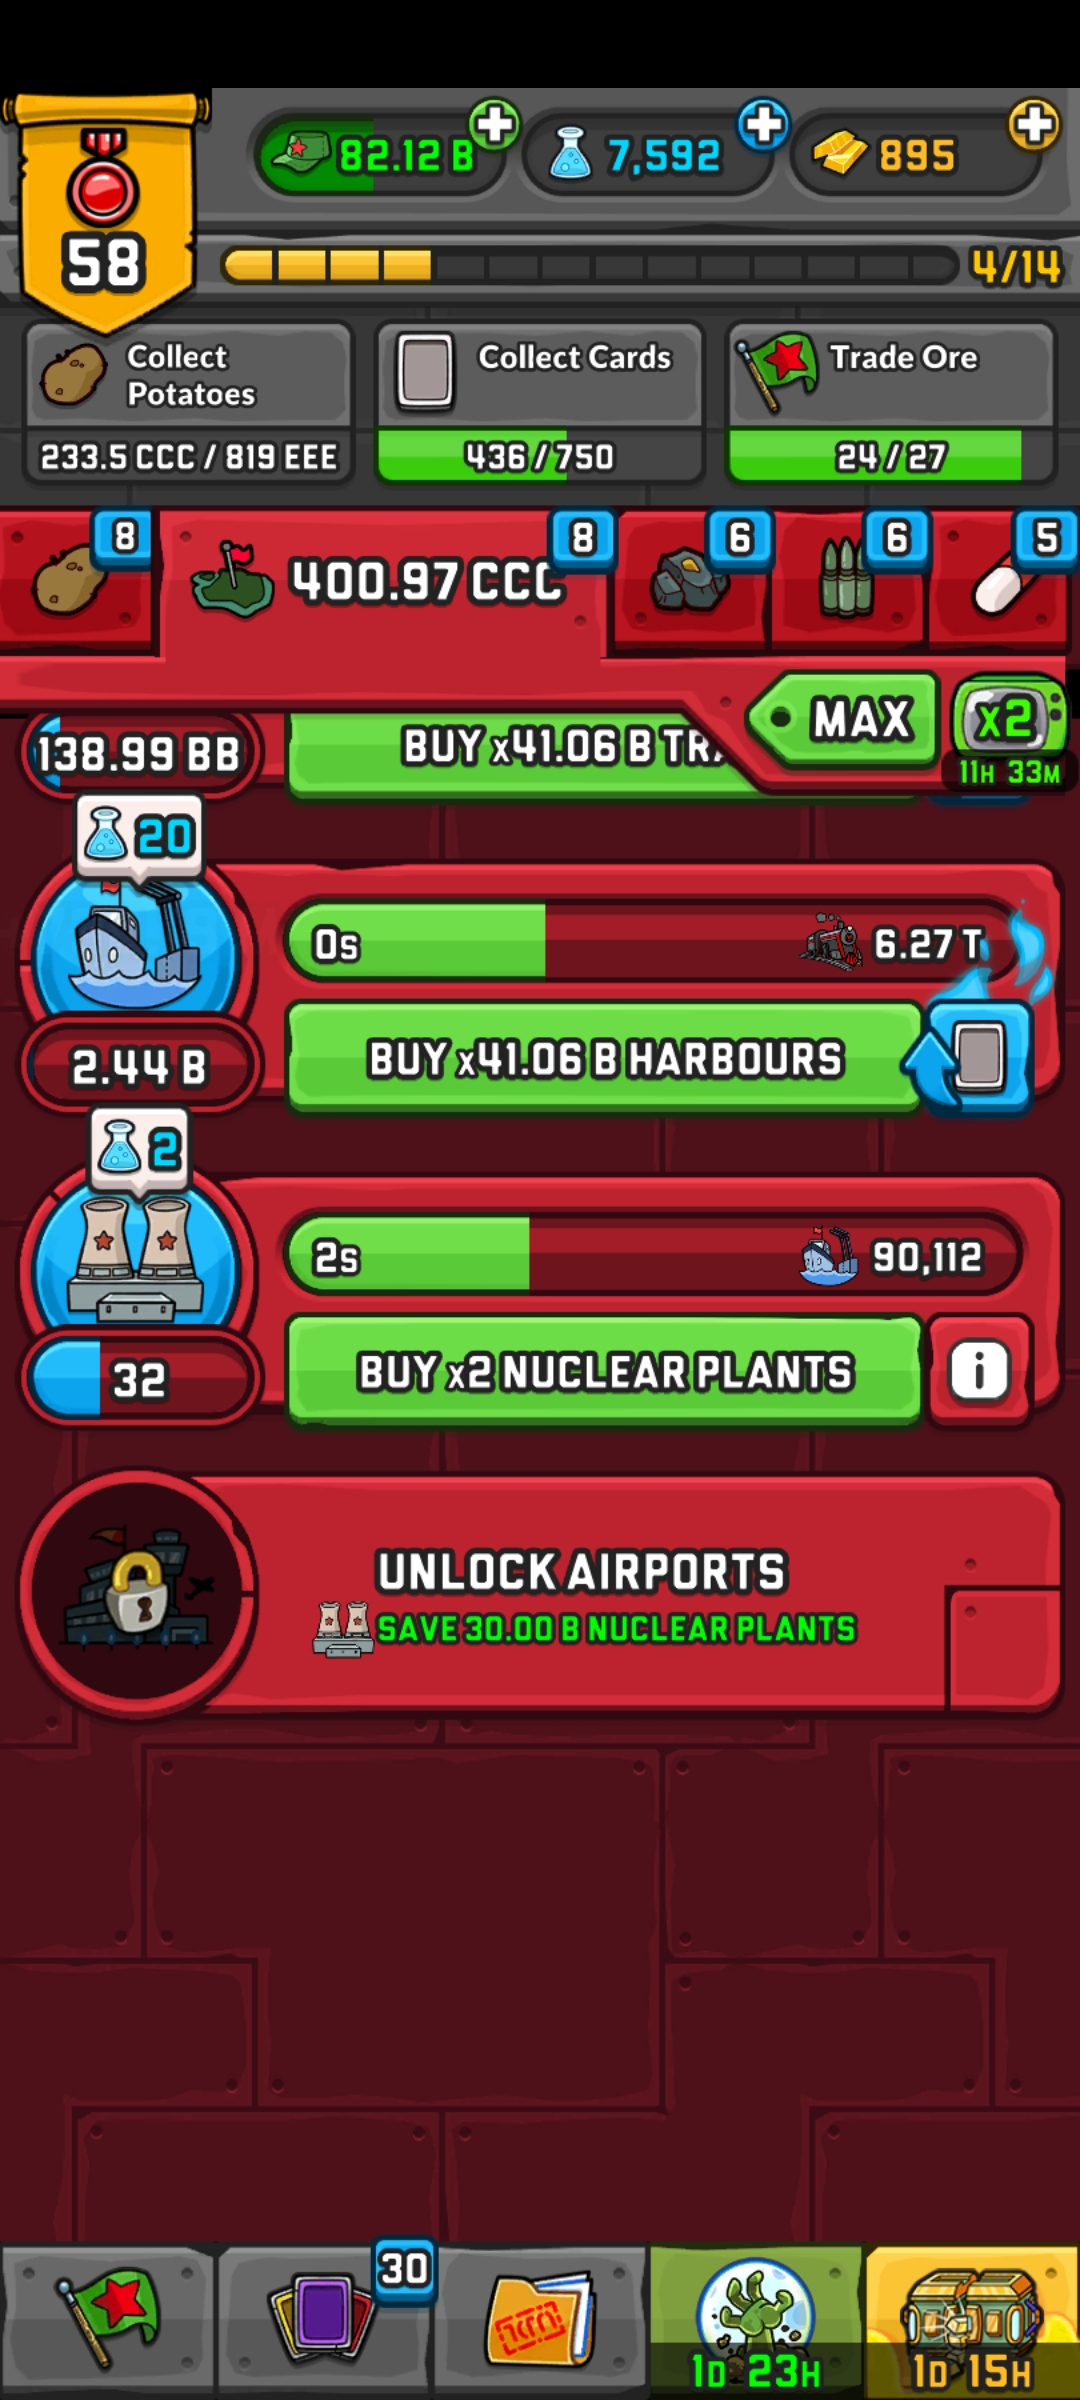 58
82.12 B
7,592
895
4/14
Collect Potatoes
233.5 CCC / 819 EEE
Collect Cards
436 / 750
Trade Ore
24 / 27
8
400.97 CCC
8
6
6
5
MAX
x2
11H 33M
138.99 BB
BUY x41.06 B
20
0s
6.27 T
2.44 B
BUY x41.06 B HARBOURS
2
2s
90,112
32
BUY x2 NUCLEAR PLANTS
i
UNLOCK AIRPORTS
SAVE 30.00 B NUCLEAR PLANTS
30
1D 23H
1D 15H